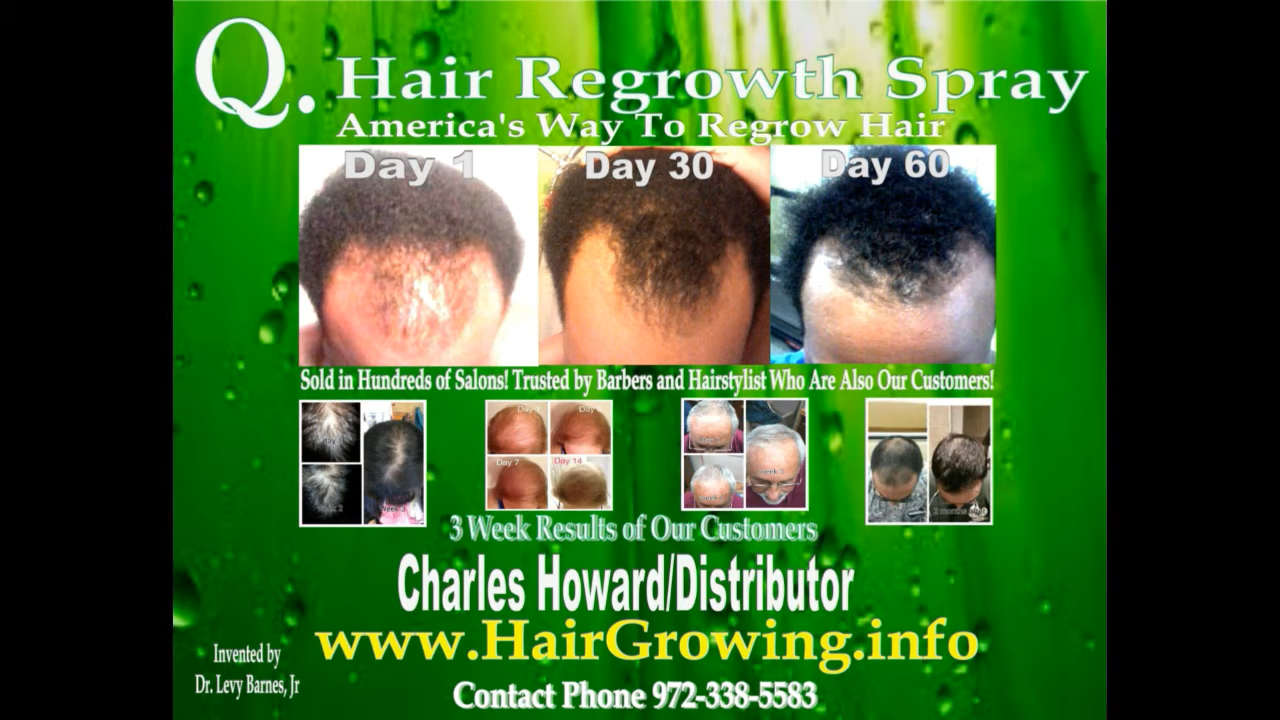 Q. Hair Regrowth Spray
America's Way To Regrow Hair
Day 1 Day 30 Day 60
Sold in Hundreds of Salons! Trusted by Barbers and Hairstylist Who Are Also Our Customers!
Day 7 Day 14
3 Week Results of Our Customers
Charles Howard/Distributor
www.HairGrowing.info
Invented by
Dr. Levy Barnes, Jr
Contact Phone 972-338-5583